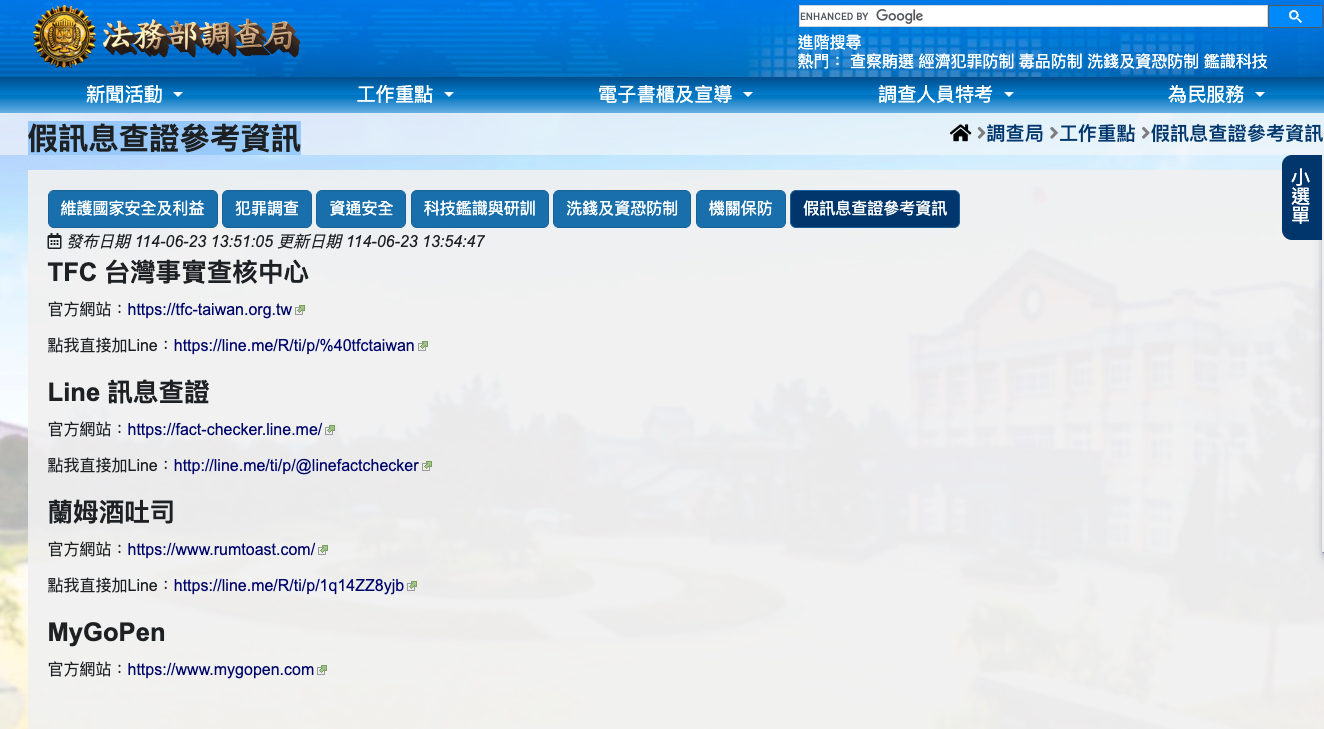 法務部調查局
ENHANCED BY Google
進階搜尋
熱門： 查察賄選 經濟犯罪防制 毒品防制 洗錢及資恐防制 鑑識科技
新聞活動 工作重點 電子書櫃及宣導 調查人員特考 為民服務
假訊息查證參考資訊
調查局 工作重點 假訊息查證參考資訊
小選單
維護國家安全及利益 犯罪調查 資通安全 科技鑑識與研訓 洗錢及資恐防制 機關保防 假訊息查證參考資訊
發布日期 114-06-23 13:51:05 更新日期 114-06-23 13:54:47
TFC 台灣事實查核中心
官方網站：https://tfc-taiwan.org.tw
點我直接加Line：https://line.me/R/ti/p/%40tfctaiwan
Line 訊息查證
官方網站：https://fact-checker.line.me/
點我直接加Line：http://line.me/ti/p/@linefactchecker
蘭姆酒吐司
官方網站：https://www.rumtoast.com/
點我直接加Line：https://line.me/R/ti/p/1q14ZZ8yjb
MyGoPen
官方網站：https://www.mygopen.com